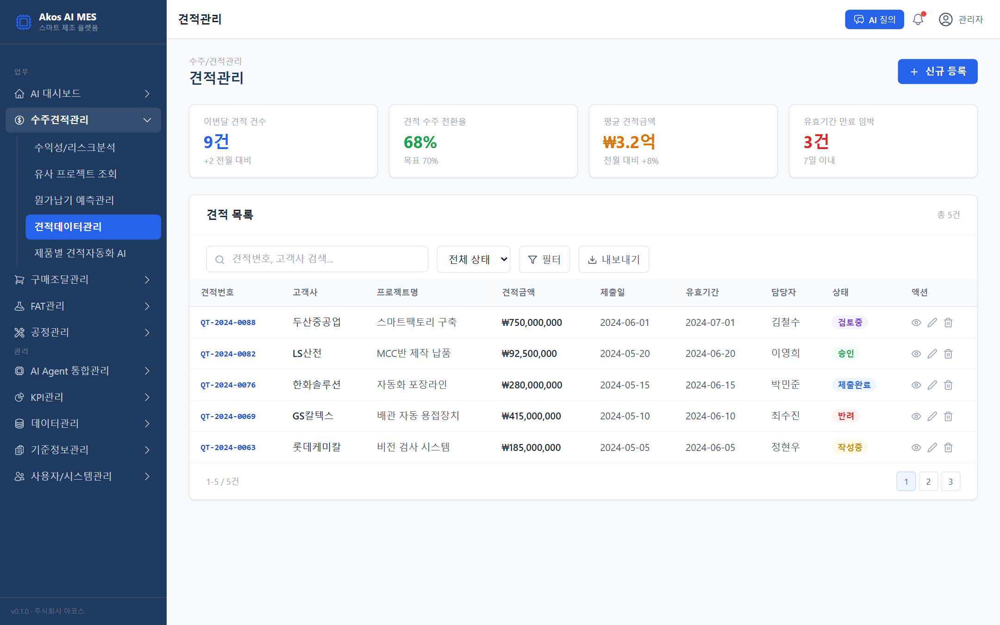 Akos AI MES
스마트 제조 플랫폼
업무
AI 대시보드
수주견적관리
수익성/리스크분석
유사 프로젝트 조회
원가납기 예측관리
견적데이터관리
제품별 견적자동화 AI
구매조달관리
FAT관리
공정관리
관리
AI Agent 통합관리
KPI관리
데이터관리
기준정보관리
사용자/시스템관리
v0.1.0 · 주식회사 아코스
견적관리
AI 질의
관리자
수주/견적관리
견적관리
신규 등록
이번달 견적 건수
9건
+2 전월 대비
견적 수주 전환율
68%
목표 70%
평균 견적금액
₩3.2억
전월 대비 +8%
유효기간 만료 임박
3건
7일 이내
견적 목록
총 5건
견적번호, 고객사 검색...
전체 상태
필터
내보내기
견적번호 고객사 프로젝트명 견적금액 제출일 유효기간 담당자 상태 액션
QT-2024-0088 두산중공업 스마트팩토리 구축 ₩750,000,000 2024-06-01 2024-07-01 김철수 검토중
QT-2024-0082 LS산전 MCC반 제작 납품 ₩92,500,000 2024-05-20 2024-06-20 이영희 승인
QT-2024-0076 한화솔루션 자동화 포장라인 ₩280,000,000 2024-05-15 2024-06-15 박민준 제출완료
QT-2024-0069 GS칼텍스 배관 자동 용접장치 ₩415,000,000 2024-05-10 2024-06-10 최수진 반려
QT-2024-0063 롯데케미칼 비전 검사 시스템 ₩185,000,000 2024-05-05 2024-06-05 정현우 작성중
1-5 / 5건
1 2 3